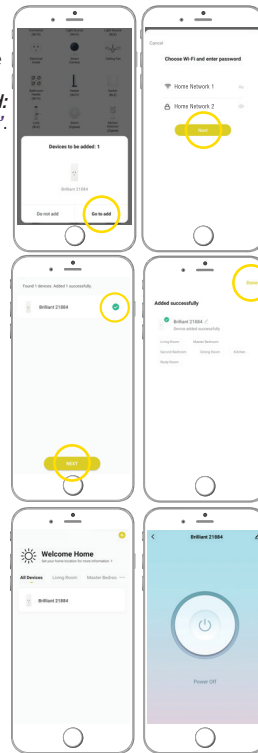 Devices to be added: 1
Brilliant 21884
Do not add
Go to add
Cancel
Choose Wi-Fi and enter password
Home Network 1
Home Network 2
Next
Found 1 devices. Added 1 successfully.
Brilliant 21884
NEXT
Done
Added successfully
Brilliant 21884
Device added successfully
Living Room Master Bedroom
Second Bedroom Dining Room Kitchen
Study Room
Welcome Home
Set your home location for more information
All Devices Living Room Master Bedroo ···
Brilliant 21884
Brilliant 21884
Power Off